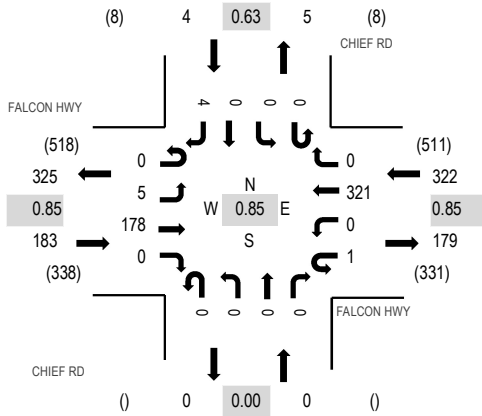 (8) 4 0.63 5 (8)
CHIEF RD
FALCON HWY
4 0 0 0
(518) (511)
325 0 0 322
5 321
N
0.85 W 0.85 E 0.85
178 0
183 S 179
0 1
(338) (331)
0 0 0 0
FALCON HWY
CHIEF RD
() 0 0.00 0 ()